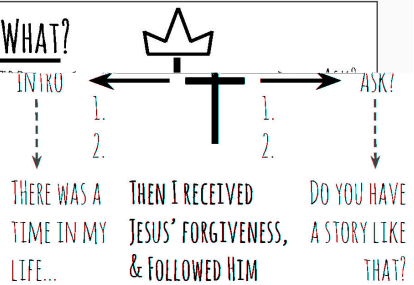 WHAT?
INTRO ASK?
1. 1.
2. 2.
THERE WAS A THEN I RECEIVED DO YOU HAVE
TIME IN MY JESUS' FORGIVENESS, A STORY LIKE
LIFE... & FOLLOWED HIM THAT?